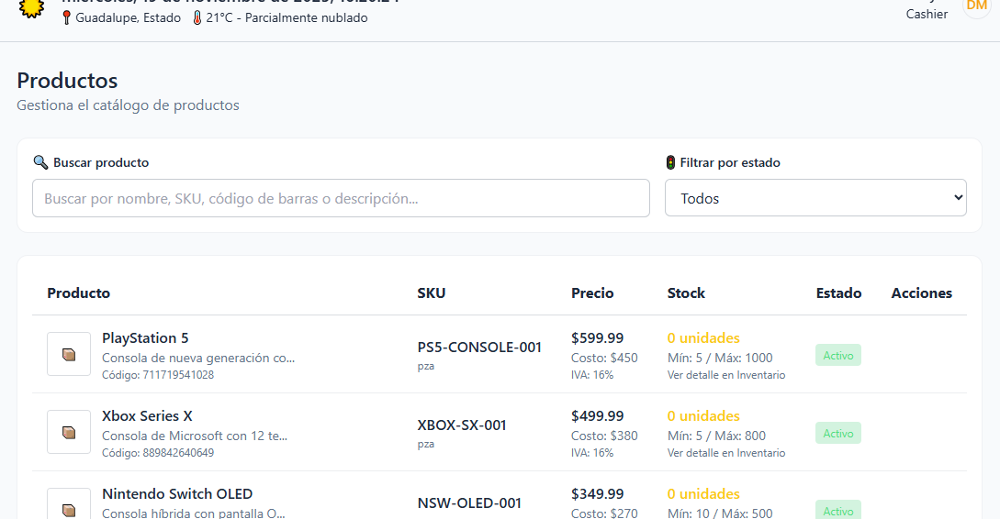 Guadalupe, Estado 21°C - Parcialmente nublado
Cashier
DM
Productos
Gestiona el catálogo de productos
Buscar producto
Filtrar por estado
Buscar por nombre, SKU, código de barras o descripción...
Todos
Producto SKU Precio Stock Estado Acciones
PlayStation 5
Consola de nueva generación co...
Código: 711719541028
PS5-CONSOLE-001
pza
$599.99
Costo: $450
IVA: 16%
0 unidades
Mín: 5 / Máx: 1000
Ver detalle en Inventario
Activo
Xbox Series X
Consola de Microsoft con 12 te...
Código: 889842640649
XBOX-SX-001
pza
$499.99
Costo: $380
IVA: 16%
0 unidades
Mín: 5 / Máx: 800
Ver detalle en Inventario
Activo
Nintendo Switch OLED
Consola híbrida con pantalla O...
NSW-OLED-001
$349.99
Costo: $270
0 unidades
Mín: 10 / Máx: 500
Activo